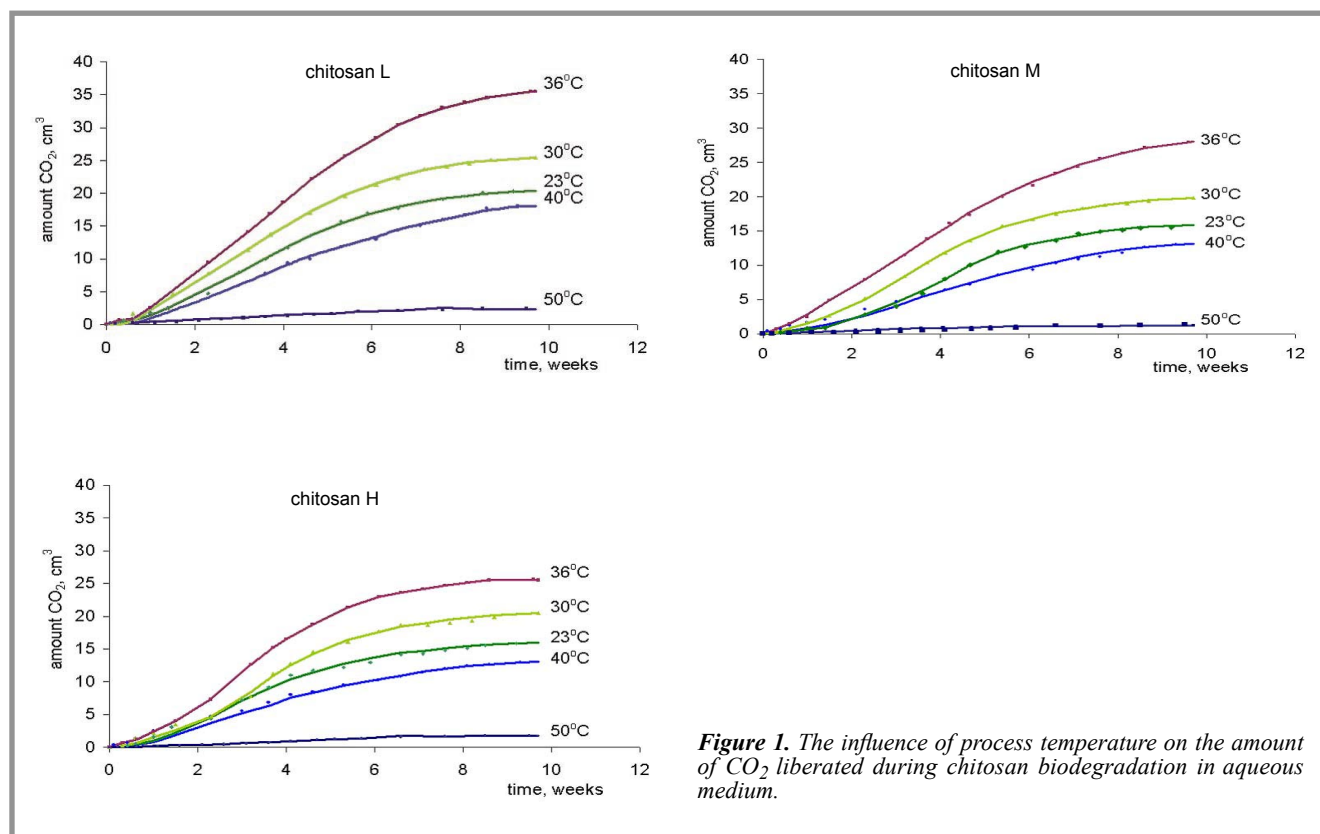 chitosan L
amount CO2, cm3
40
35
30
25
20
15
10
5
0
0 2 4 6 8 10 12
time, weeks
36°C
30°C
23°C
40°C
50°C
chitosan M
amount CO2, cm3
40
35
30
25
20
15
10
5
0
0 2 4 6 8 10 12
time, weeks
36°C
30°C
23°C
40°C
50°C
chitosan H
amount CO2, cm3
40
35
30
25
20
15
10
5
0
0 2 4 6 8 10 12
time, weeks
36°C
30°C
23°C
40°C
50°C
Figure 1. The influence of process temperature on the amount
of CO2 liberated during chitosan biodegradation in aqueous
medium.